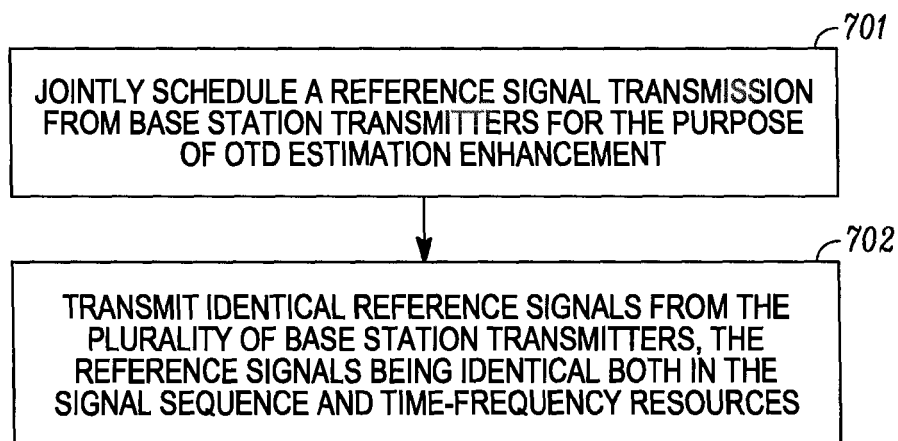 701
JOINTLY SCHEDULE A REFERENCE SIGNAL TRANSMISSION
FROM BASE STATION TRANSMITTERS FOR THE PURPOSE
OF OTD ESTIMATION ENHANCEMENT
702
TRANSMIT IDENTICAL REFERENCE SIGNALS FROM THE
PLURALITY OF BASE STATION TRANSMITTERS, THE
REFERENCE SIGNALS BEING IDENTICAL BOTH IN THE
SIGNAL SEQUENCE AND TIME-FREQUENCY RESOURCES